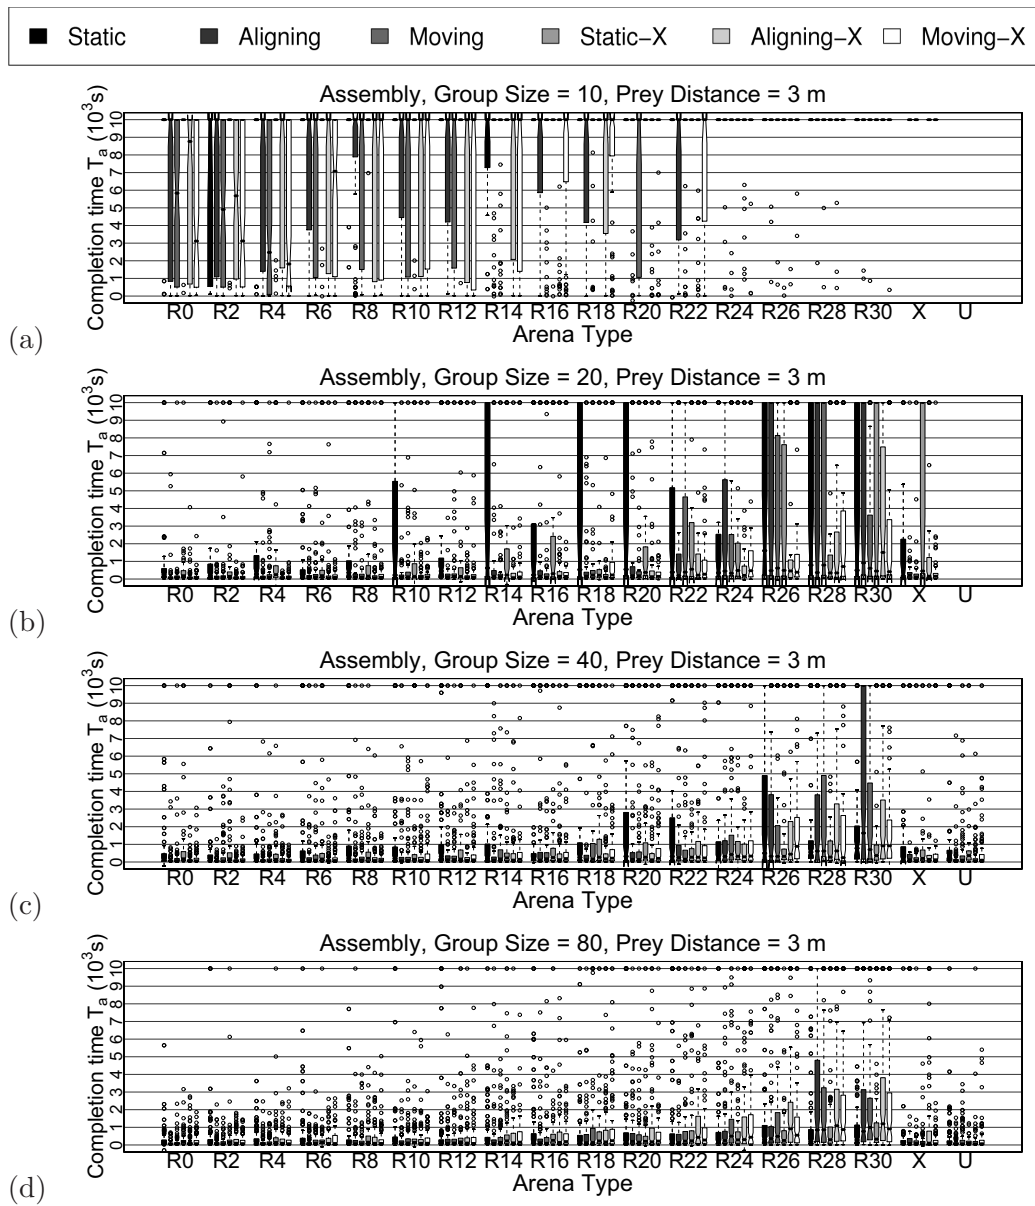 Static Aligning Moving Static−X Aligning−X Moving−X
Assembly, Group Size = 10, Prey Distance = 3 m
Completion time Ta (10³s)
0 1 2 3 4 5 6 7 8 9 10
R0 R2 R4 R6 R8 R10 R12 R14 R16 R18 R20 R22 R24 R26 R28 R30 X U
Arena Type
(a)
Assembly, Group Size = 20, Prey Distance = 3 m
Completion time Ta (10³s)
0 1 2 3 4 5 6 7 8 9 10
R0 R2 R4 R6 R8 R10 R12 R14 R16 R18 R20 R22 R24 R26 R28 R30 X U
Arena Type
(b)
Assembly, Group Size = 40, Prey Distance = 3 m
Completion time Ta (10³s)
0 1 2 3 4 5 6 7 8 9 10
R0 R2 R4 R6 R8 R10 R12 R14 R16 R18 R20 R22 R24 R26 R28 R30 X U
Arena Type
(c)
Assembly, Group Size = 80, Prey Distance = 3 m
Completion time Ta (10³s)
0 1 2 3 4 5 6 7 8 9 10
R0 R2 R4 R6 R8 R10 R12 R14 R16 R18 R20 R22 R24 R26 R28 R30 X U
Arena Type
(d)